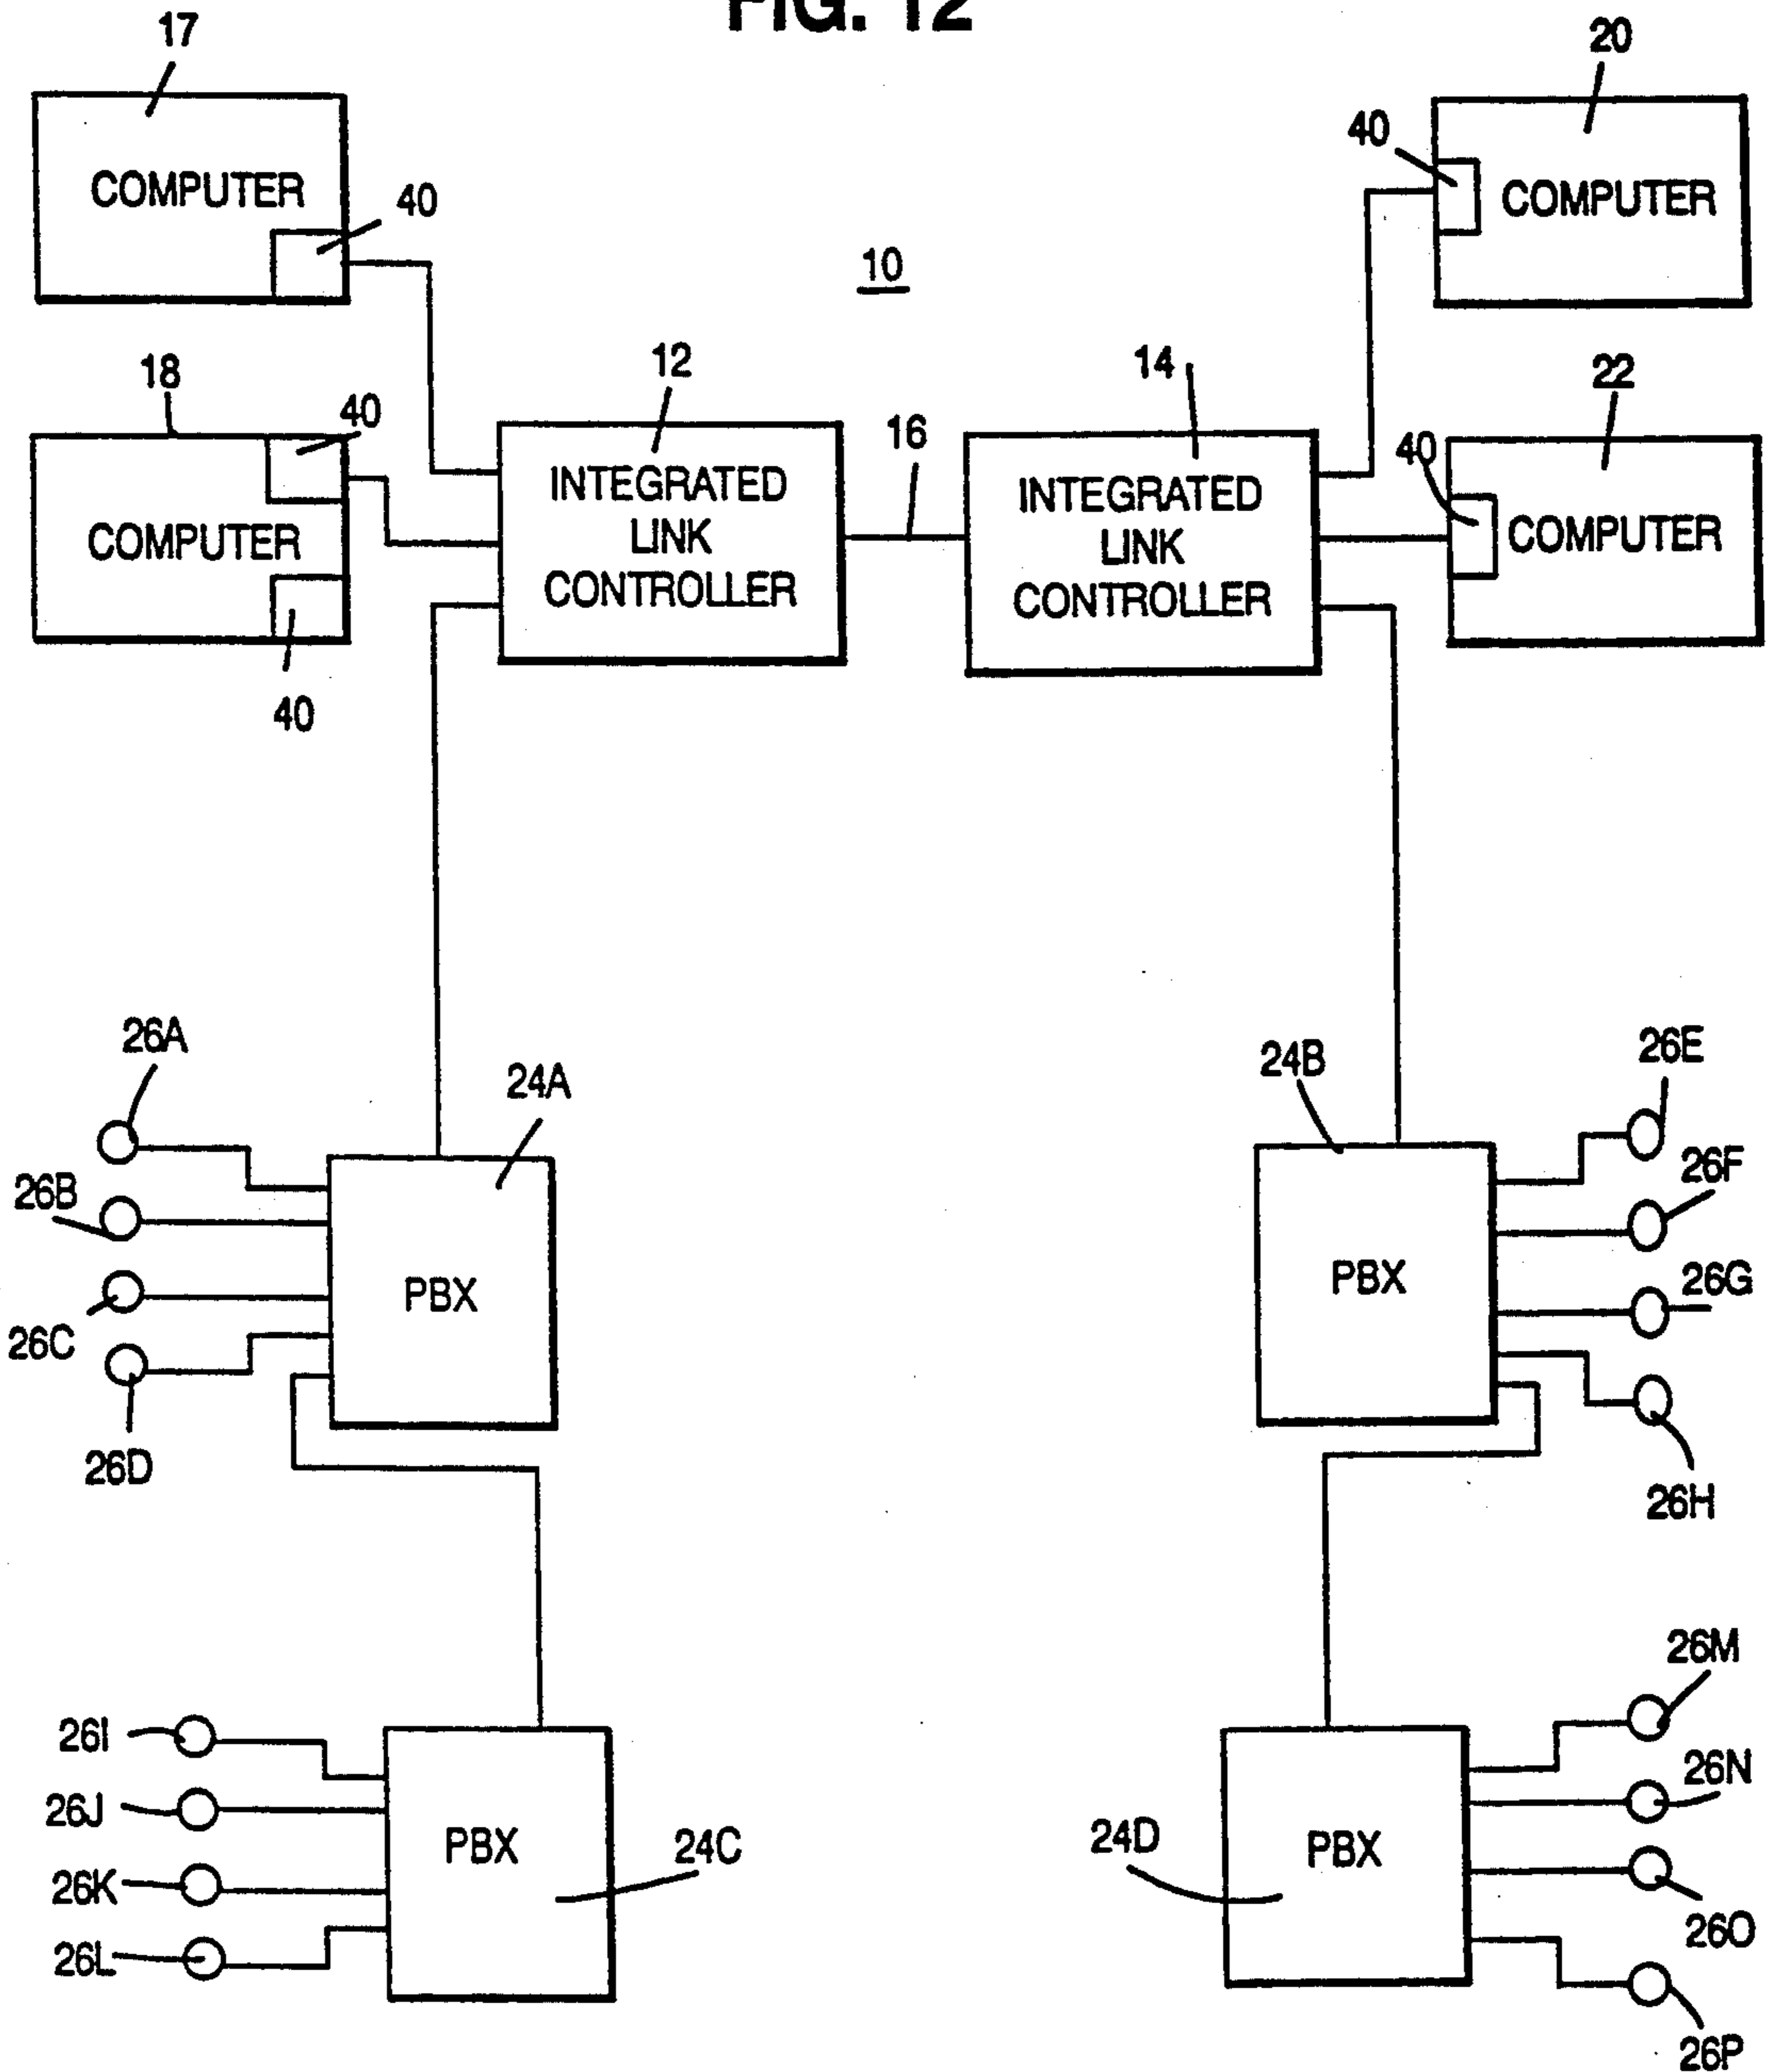 FIG. 12
17
20
40
COMPUTER
40
COMPUTER
10
18
40
12
14
22
16
40
INTEGRATED
LINK
CONTROLLER
INTEGRATED
LINK
CONTROLLER
COMPUTER
COMPUTER
40
26A
24A
24B
26E
26B
26F
PBX
PBX
26G
26C
26D
26H
26M
26I
26N
26J
PBX
24C
24D
PBX
26K
26O
26L
26P